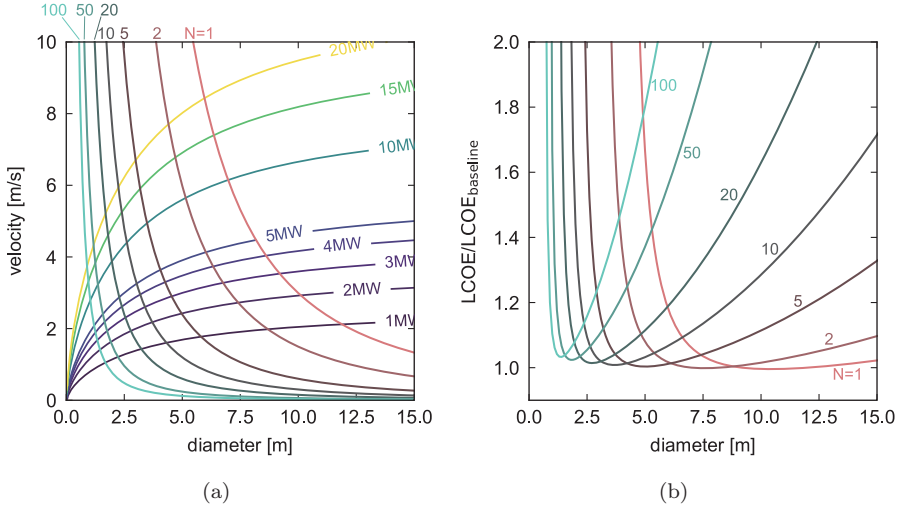 100 50 20
10 5 2 N=1
10
8
6
4
2
0
velocity [m/s]
20MW
15MW
10MW
5MW
4MW
3MW
2MW
1MW
0.0 2.5 5.0 7.5 10.0 12.5 15.0
diameter [m]
(a)
2.0
1.8
1.6
1.4
1.2
1.0
LCOE/LCOEbaseline
100
50
20
10
5
2
N=1
0.0 2.5 5.0 7.5 10.0 12.5 15.0
diameter [m]
(b)